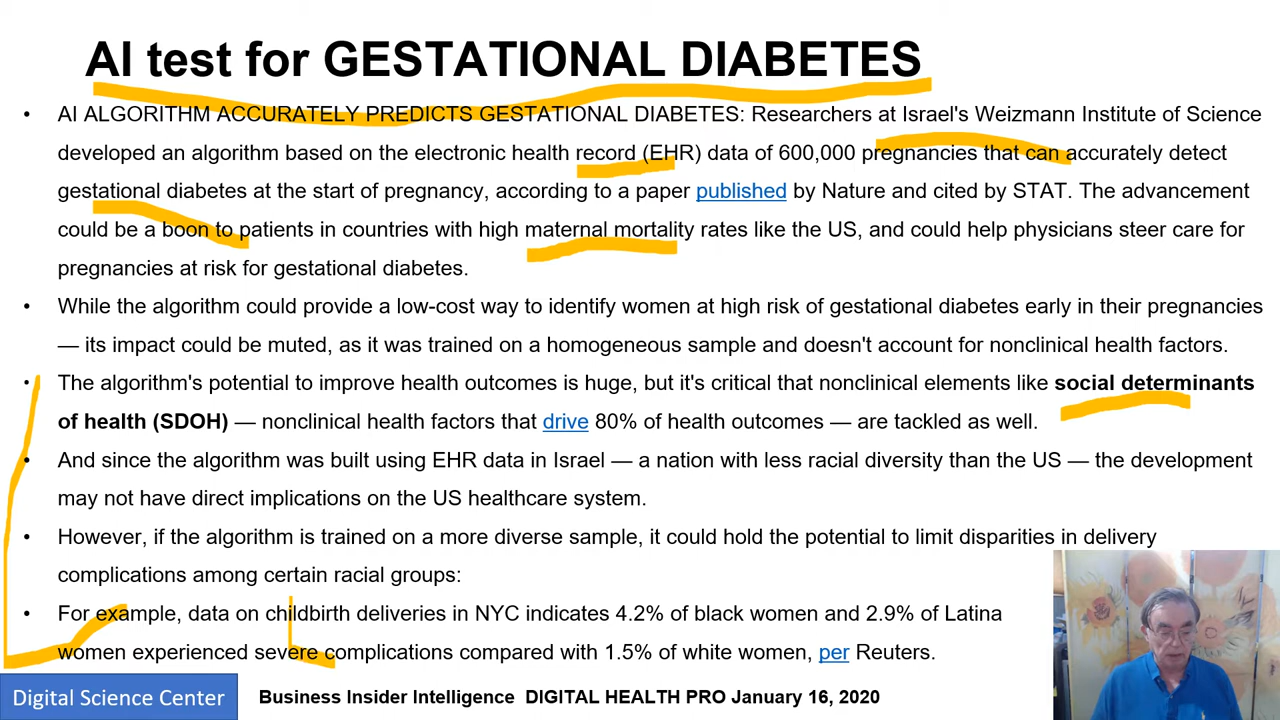 AI test for GESTATIONAL DIABETES
• AI ALGORITHM ACCURATELY PREDICTS GESTATIONAL DIABETES: Researchers at Israel's Weizmann Institute of Science
developed an algorithm based on the electronic health record (EHR) data of 600,000 pregnancies that can accurately detect
gestational diabetes at the start of pregnancy, according to a paper published by Nature and cited by STAT. The advancement
could be a boon to patients in countries with high maternal mortality rates like the US, and could help physicians steer care for
pregnancies at risk for gestational diabetes.
• While the algorithm could provide a low-cost way to identify women at high risk of gestational diabetes early in their pregnancies
— its impact could be muted, as it was trained on a homogeneous sample and doesn't account for nonclinical health factors.
• The algorithm's potential to improve health outcomes is huge, but it's critical that nonclinical elements like social determinants
of health (SDOH) — nonclinical health factors that drive 80% of health outcomes — are tackled as well.
• And since the algorithm was built using EHR data in Israel — a nation with less racial diversity than the US — the development
may not have direct implications on the US healthcare system.
• However, if the algorithm is trained on a more diverse sample, it could hold the potential to limit disparities in delivery
complications among certain racial groups:
• For example, data on childbirth deliveries in NYC indicates 4.2% of black women and 2.9% of Latina
women experienced severe complications compared with 1.5% of white women, per Reuters.
Digital Science Center
Business Insider Intelligence DIGITAL HEALTH PRO January 16, 2020